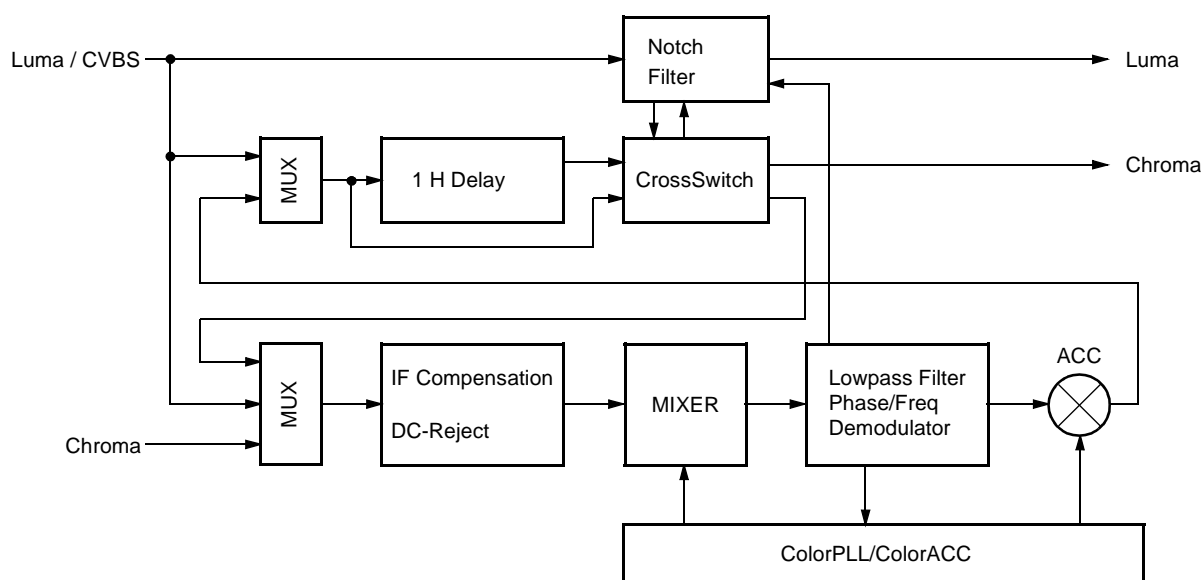 Notch
Filter
Luma / CVBS
Luma
MUX
1 H Delay
CrossSwitch
Chroma
ACC
MUX
IF Compensation
DC-Reject
MIXER
Lowpass Filter
Phase/Freq
Demodulator
Chroma
ColorPLL/ColorACC